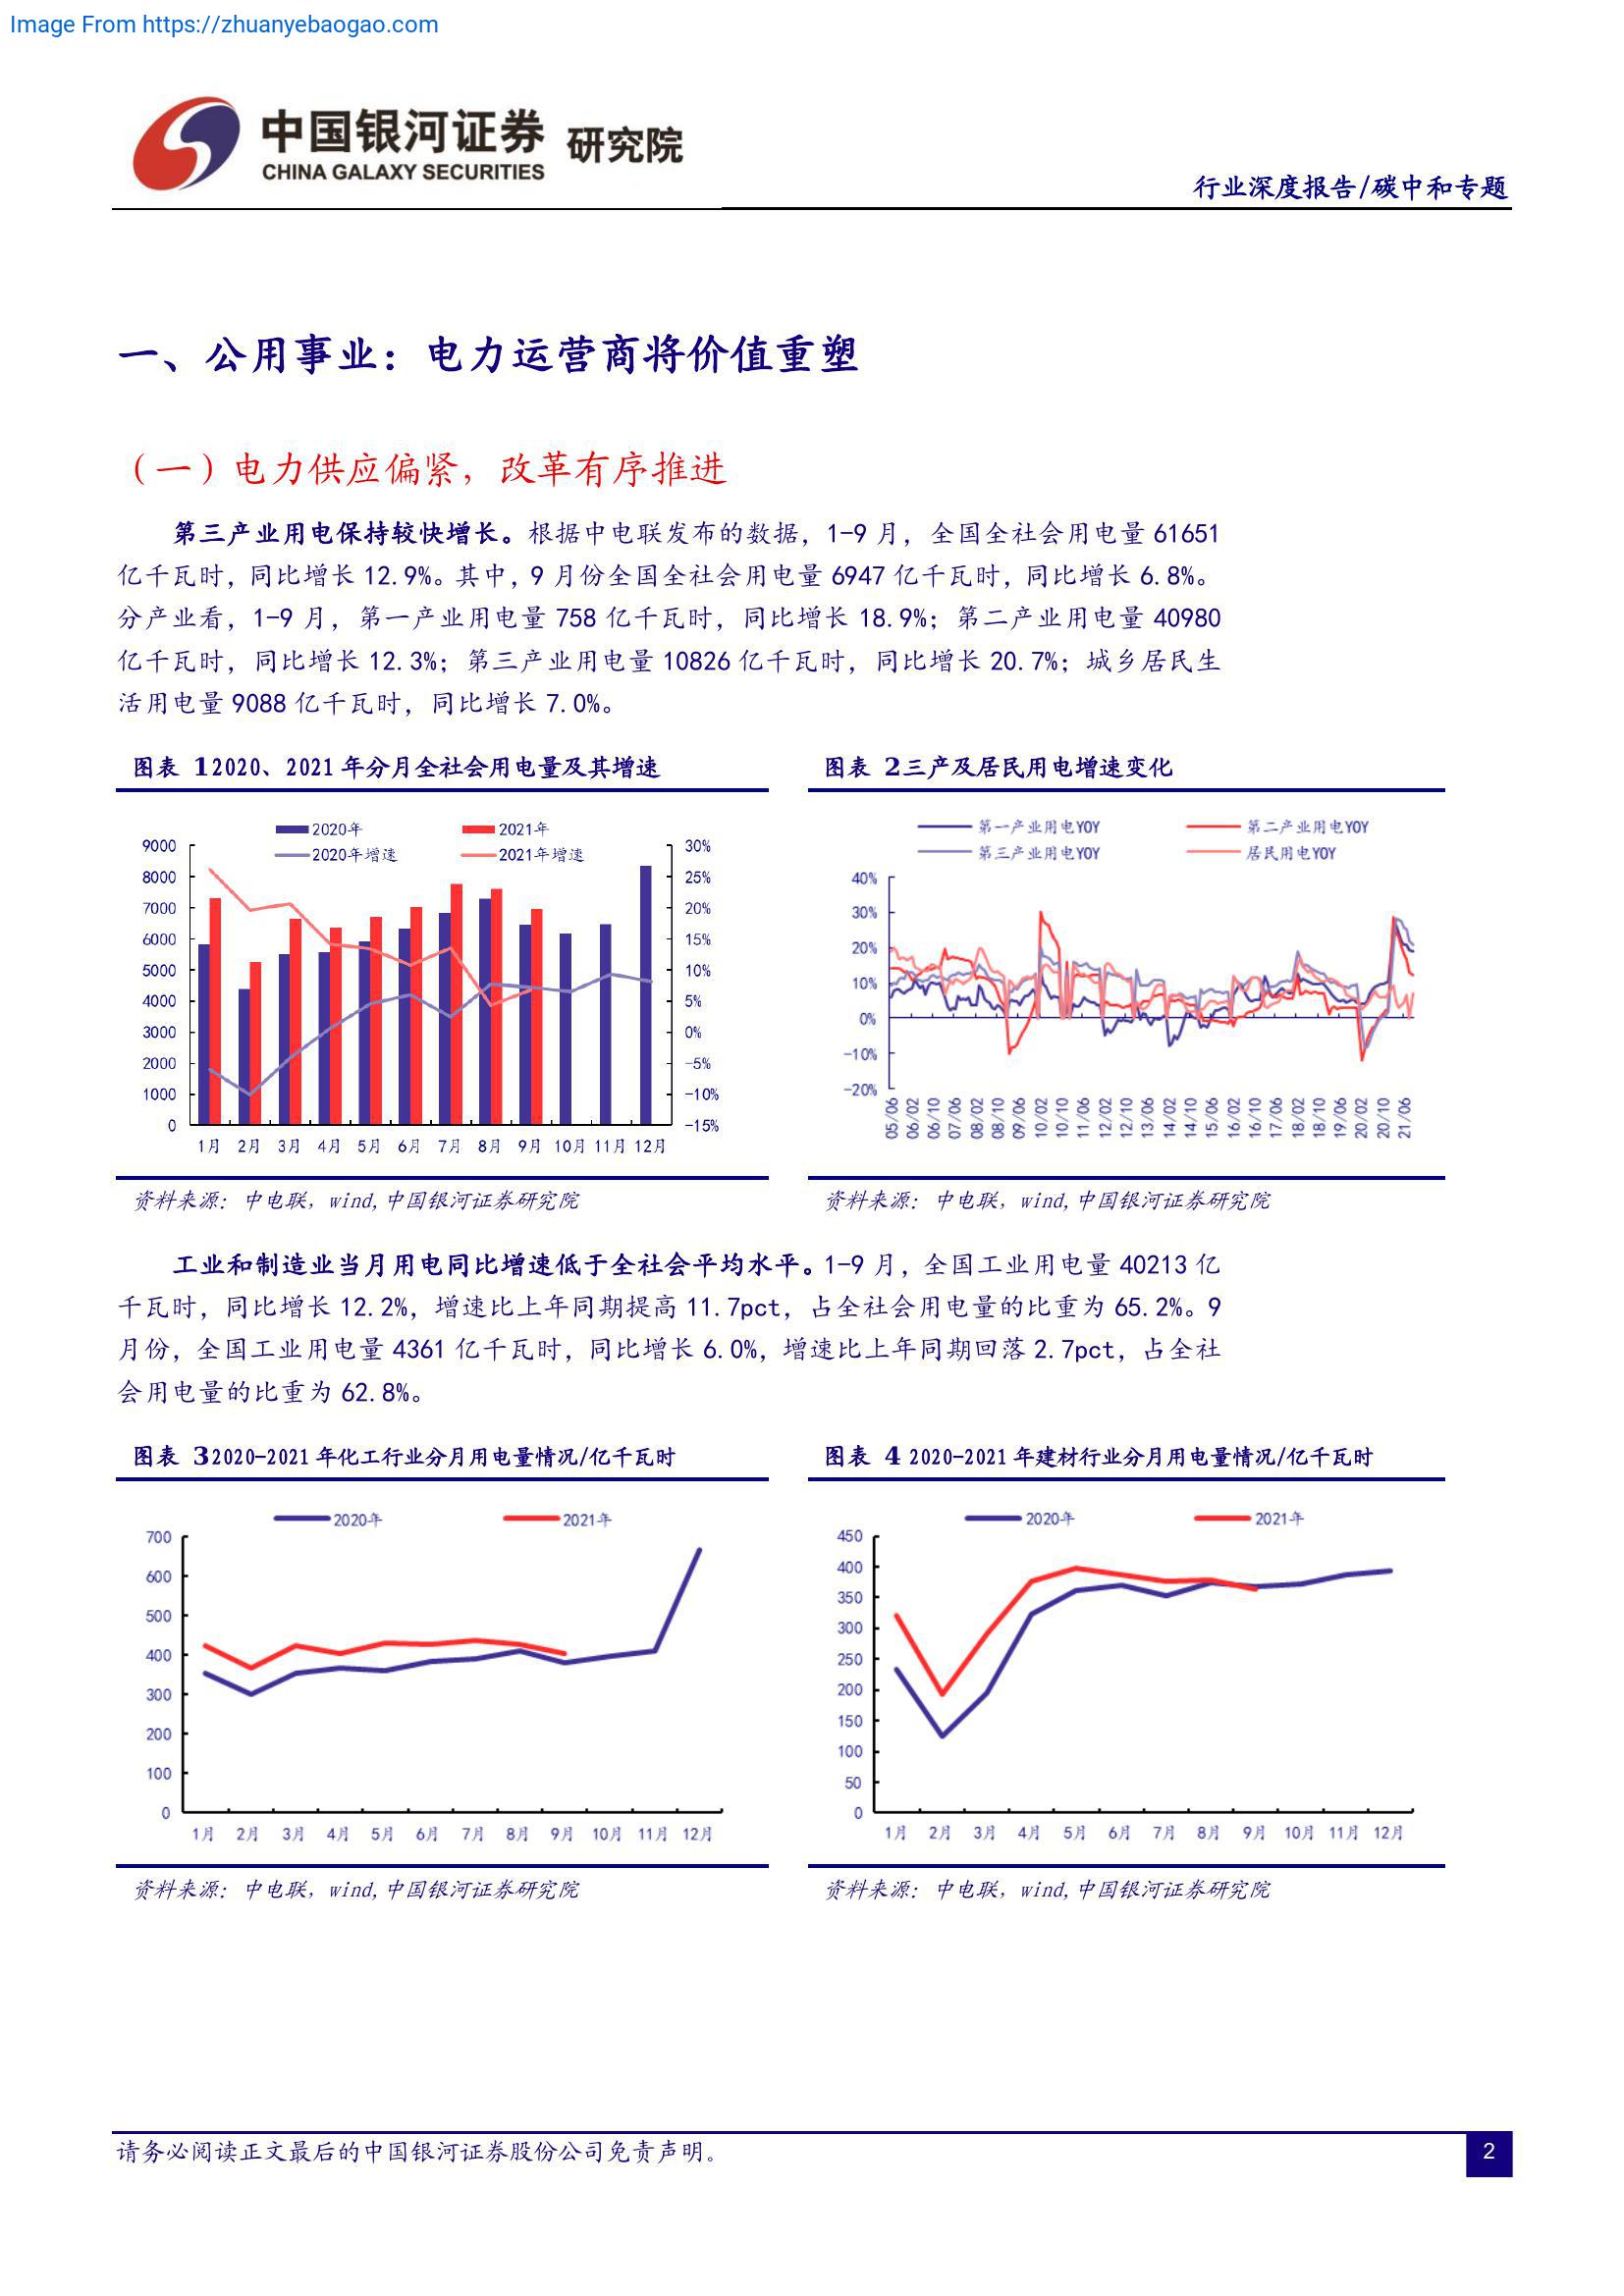 Image From https://zhuanyebaogao.com
中国银河证券 研究院
CHINA GALAXY SECURITIES
行业深度报告/碳中和专题
一、公用事业：电力运营商将价值重塑
（一）电力供应偏紧，改革有序推进
第三产业用电保持较快增长。根据中电联发布的数据，1-9 月，全国全社会用电量 61651
亿千瓦时，同比增长 12.9%。其中，9 月份全国全社会用电量 6947 亿千瓦时，同比增长 6.8%。
分产业看，1-9 月，第一产业用电量 758 亿千瓦时，同比增长 18.9%；第二产业用电量 40980
亿千瓦时，同比增长 12.3%；第三产业用电量 10826 亿千瓦时，同比增长 20.7%；城乡居民生
活用电量 9088 亿千瓦时，同比增长 7.0%。
图表 1 2020、2021 年分月全社会用电量及其增速
2020年 2021年
2020年增速 2021年增速
9000
8000
7000
6000
5000
4000
3000
2000
1000
0
30%
25%
20%
15%
10%
5%
0%
-5%
-10%
-15%
1月 2月 3月 4月 5月 6月 7月 8月 9月 10月 11月 12月
资料来源：中电联，wind,中国银河证券研究院
图表 2 三产及居民用电增速变化
第一产业用电YOY 第二产业用电YOY
第三产业用电YOY 居民用电YOY
40%
30%
20%
10%
0%
-10%
-20%
05/06 06/02 06/10 07/06 08/02 08/10 09/06 10/02 10/10 11/06 12/02 12/10 13/06 14/02 14/10 15/06 16/02 16/10 17/06 18/02 18/10 19/06 20/02 20/10 21/06
资料来源：中电联，wind,中国银河证券研究院
工业和制造业当月用电同比增速低于全社会平均水平。1-9 月，全国工业用电量 40213 亿
千瓦时，同比增长 12.2%，增速比上年同期提高 11.7pct，占全社会用电量的比重为 65.2%。9
月份，全国工业用电量 4361 亿千瓦时，同比增长 6.0%，增速比上年同期回落 2.7pct，占全社
会用电量的比重为 62.8%。
图表 3 2020-2021 年化工行业分月用电量情况/亿千瓦时
2020年 2021年
700
600
500
400
300
200
100
0
1月 2月 3月 4月 5月 6月 7月 8月 9月 10月 11月 12月
资料来源：中电联，wind,中国银河证券研究院
图表 4 2020-2021 年建材行业分月用电量情况/亿千瓦时
2020年 2021年
450
400
350
300
250
200
150
100
50
0
1月 2月 3月 4月 5月 6月 7月 8月 9月 10月 11月 12月
资料来源：中电联，wind,中国银河证券研究院
请务必阅读正文最后的中国银河证券股份公司免责声明。
2